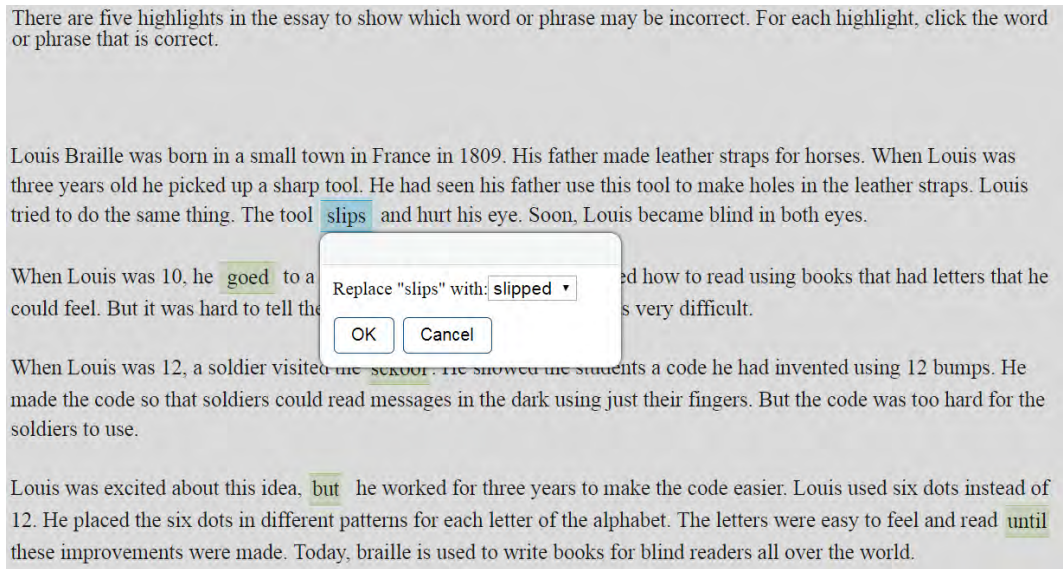 There are five highlights in the essay to show which word or phrase may be incorrect. For each highlight, click the word
or phrase that is correct.
Louis Braille was born in a small town in France in 1809. His father made leather straps for horses. When Louis was
three years old he picked up a sharp tool. He had seen his father use this tool to make holes in the leather straps. Louis
tried to do the same thing. The tool slips and hurt his eye. Soon, Louis became blind in both eyes.
When Louis was 10, he goed to a ed how to read using books that had letters that he
Replace "slips" with: slipped
could feel. But it was hard to tell the s very difficult.
OK Cancel
When Louis was 12, a soldier visited the sckool. He showed the students a code he had invented using 12 bumps. He
made the code so that soldiers could read messages in the dark using just their fingers. But the code was too hard for the
soldiers to use.
Louis was excited about this idea, but he worked for three years to make the code easier. Louis used six dots instead of
12. He placed the six dots in different patterns for each letter of the alphabet. The letters were easy to feel and read until
these improvements were made. Today, braille is used to write books for blind readers all over the world.